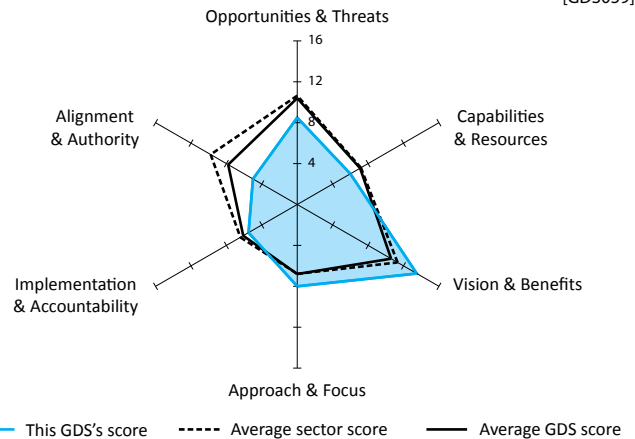 Opportunities & Threats
16
12
8
4
Alignment
& Authority
Capabilities
& Resources
Implementation
& Accountability
Vision & Benefits
Approach & Focus
This GDS's score
Average sector score
Average GDS score